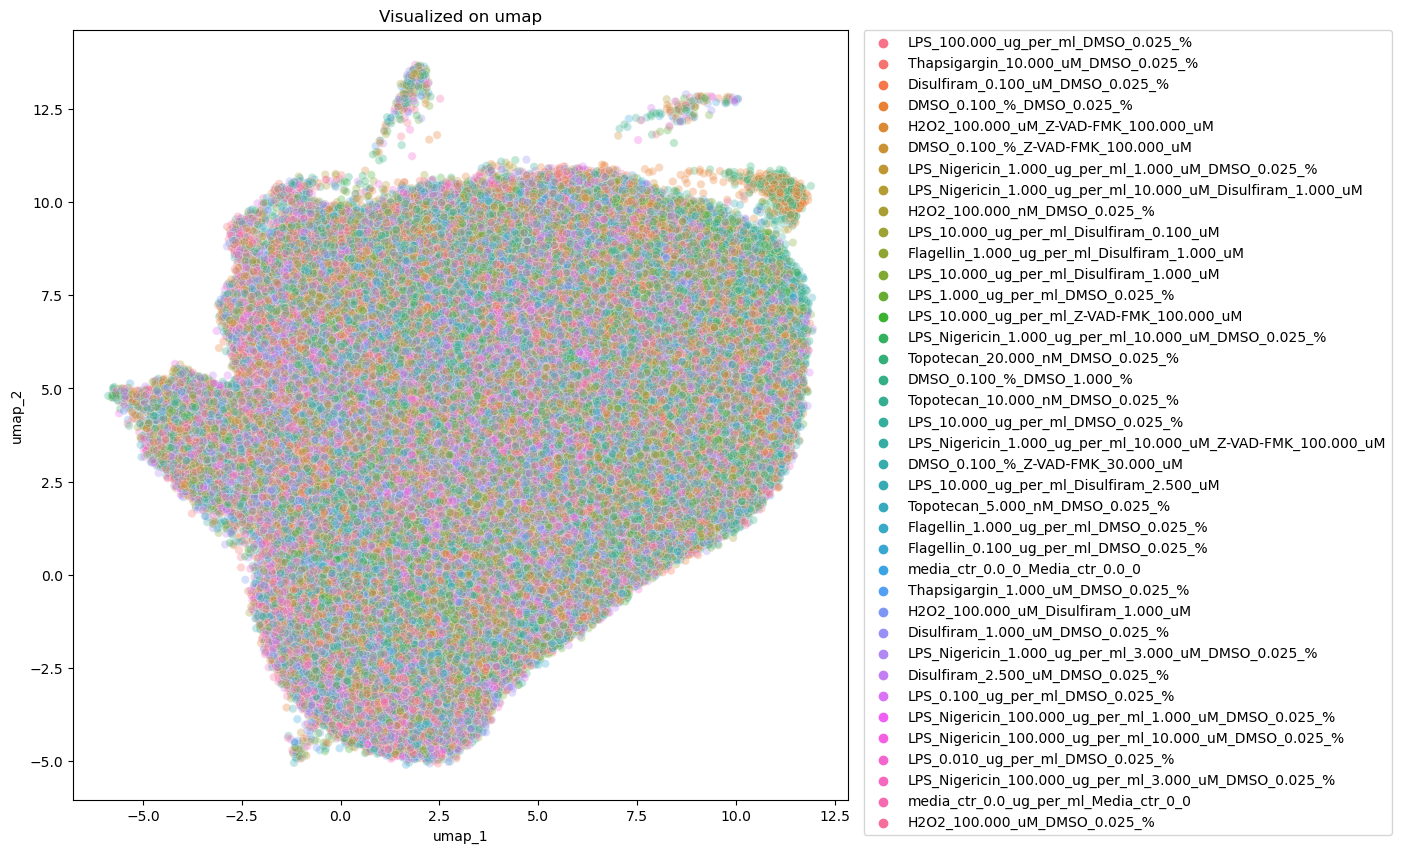 Visualized on umap
12.5
10.0
7.5
5.0
2.5
0.0
−2.5
−5.0
umap_2
−5.0
−2.5
0.0
2.5
5.0
7.5
10.0
12.5
umap_1
LPS_100.000_ug_per_ml_DMSO_0.025_%
Thapsigargin_10.000_uM_DMSO_0.025_%
Disulfiram_0.100_uM_DMSO_0.025_%
DMSO_0.100_%_DMSO_0.025_%
H2O2_100.000_uM_Z-VAD-FMK_100.000_uM
DMSO_0.100_%_Z-VAD-FMK_100.000_uM
LPS_Nigericin_1.000_ug_per_ml_1.000_uM_DMSO_0.025_%
LPS_Nigericin_1.000_ug_per_ml_10.000_uM_Disulfiram_1.000_uM
H2O2_100.000_nM_DMSO_0.025_%
LPS_10.000_ug_per_ml_Disulfiram_0.100_uM
Flagellin_1.000_ug_per_ml_Disulfiram_1.000_uM
LPS_10.000_ug_per_ml_Disulfiram_1.000_uM
LPS_1.000_ug_per_ml_DMSO_0.025_%
LPS_10.000_ug_per_ml_Z-VAD-FMK_100.000_uM
LPS_Nigericin_1.000_ug_per_ml_10.000_uM_DMSO_0.025_%
Topotecan_20.000_nM_DMSO_0.025_%
DMSO_0.100_%_DMSO_1.000_%
Topotecan_10.000_nM_DMSO_0.025_%
LPS_10.000_ug_per_ml_DMSO_0.025_%
LPS_Nigericin_1.000_ug_per_ml_10.000_uM_Z-VAD-FMK_100.000_uM
DMSO_0.100_%_Z-VAD-FMK_30.000_uM
LPS_10.000_ug_per_ml_Disulfiram_2.500_uM
Topotecan_5.000_nM_DMSO_0.025_%
Flagellin_1.000_ug_per_ml_DMSO_0.025_%
Flagellin_0.100_ug_per_ml_DMSO_0.025_%
media_ctr_0.0_0_Media_ctr_0.0_0
Thapsigargin_1.000_uM_DMSO_0.025_%
H2O2_100.000_uM_Disulfiram_1.000_uM
Disulfiram_1.000_uM_DMSO_0.025_%
LPS_Nigericin_1.000_ug_per_ml_3.000_uM_DMSO_0.025_%
Disulfiram_2.500_uM_DMSO_0.025_%
LPS_0.100_ug_per_ml_DMSO_0.025_%
LPS_Nigericin_100.000_ug_per_ml_1.000_uM_DMSO_0.025_%
LPS_Nigericin_100.000_ug_per_ml_10.000_uM_DMSO_0.025_%
LPS_0.010_ug_per_ml_DMSO_0.025_%
LPS_Nigericin_100.000_ug_per_ml_3.000_uM_DMSO_0.025_%
media_ctr_0.0_ug_per_ml_Media_ctr_0_0
H2O2_100.000_uM_DMSO_0.025_%